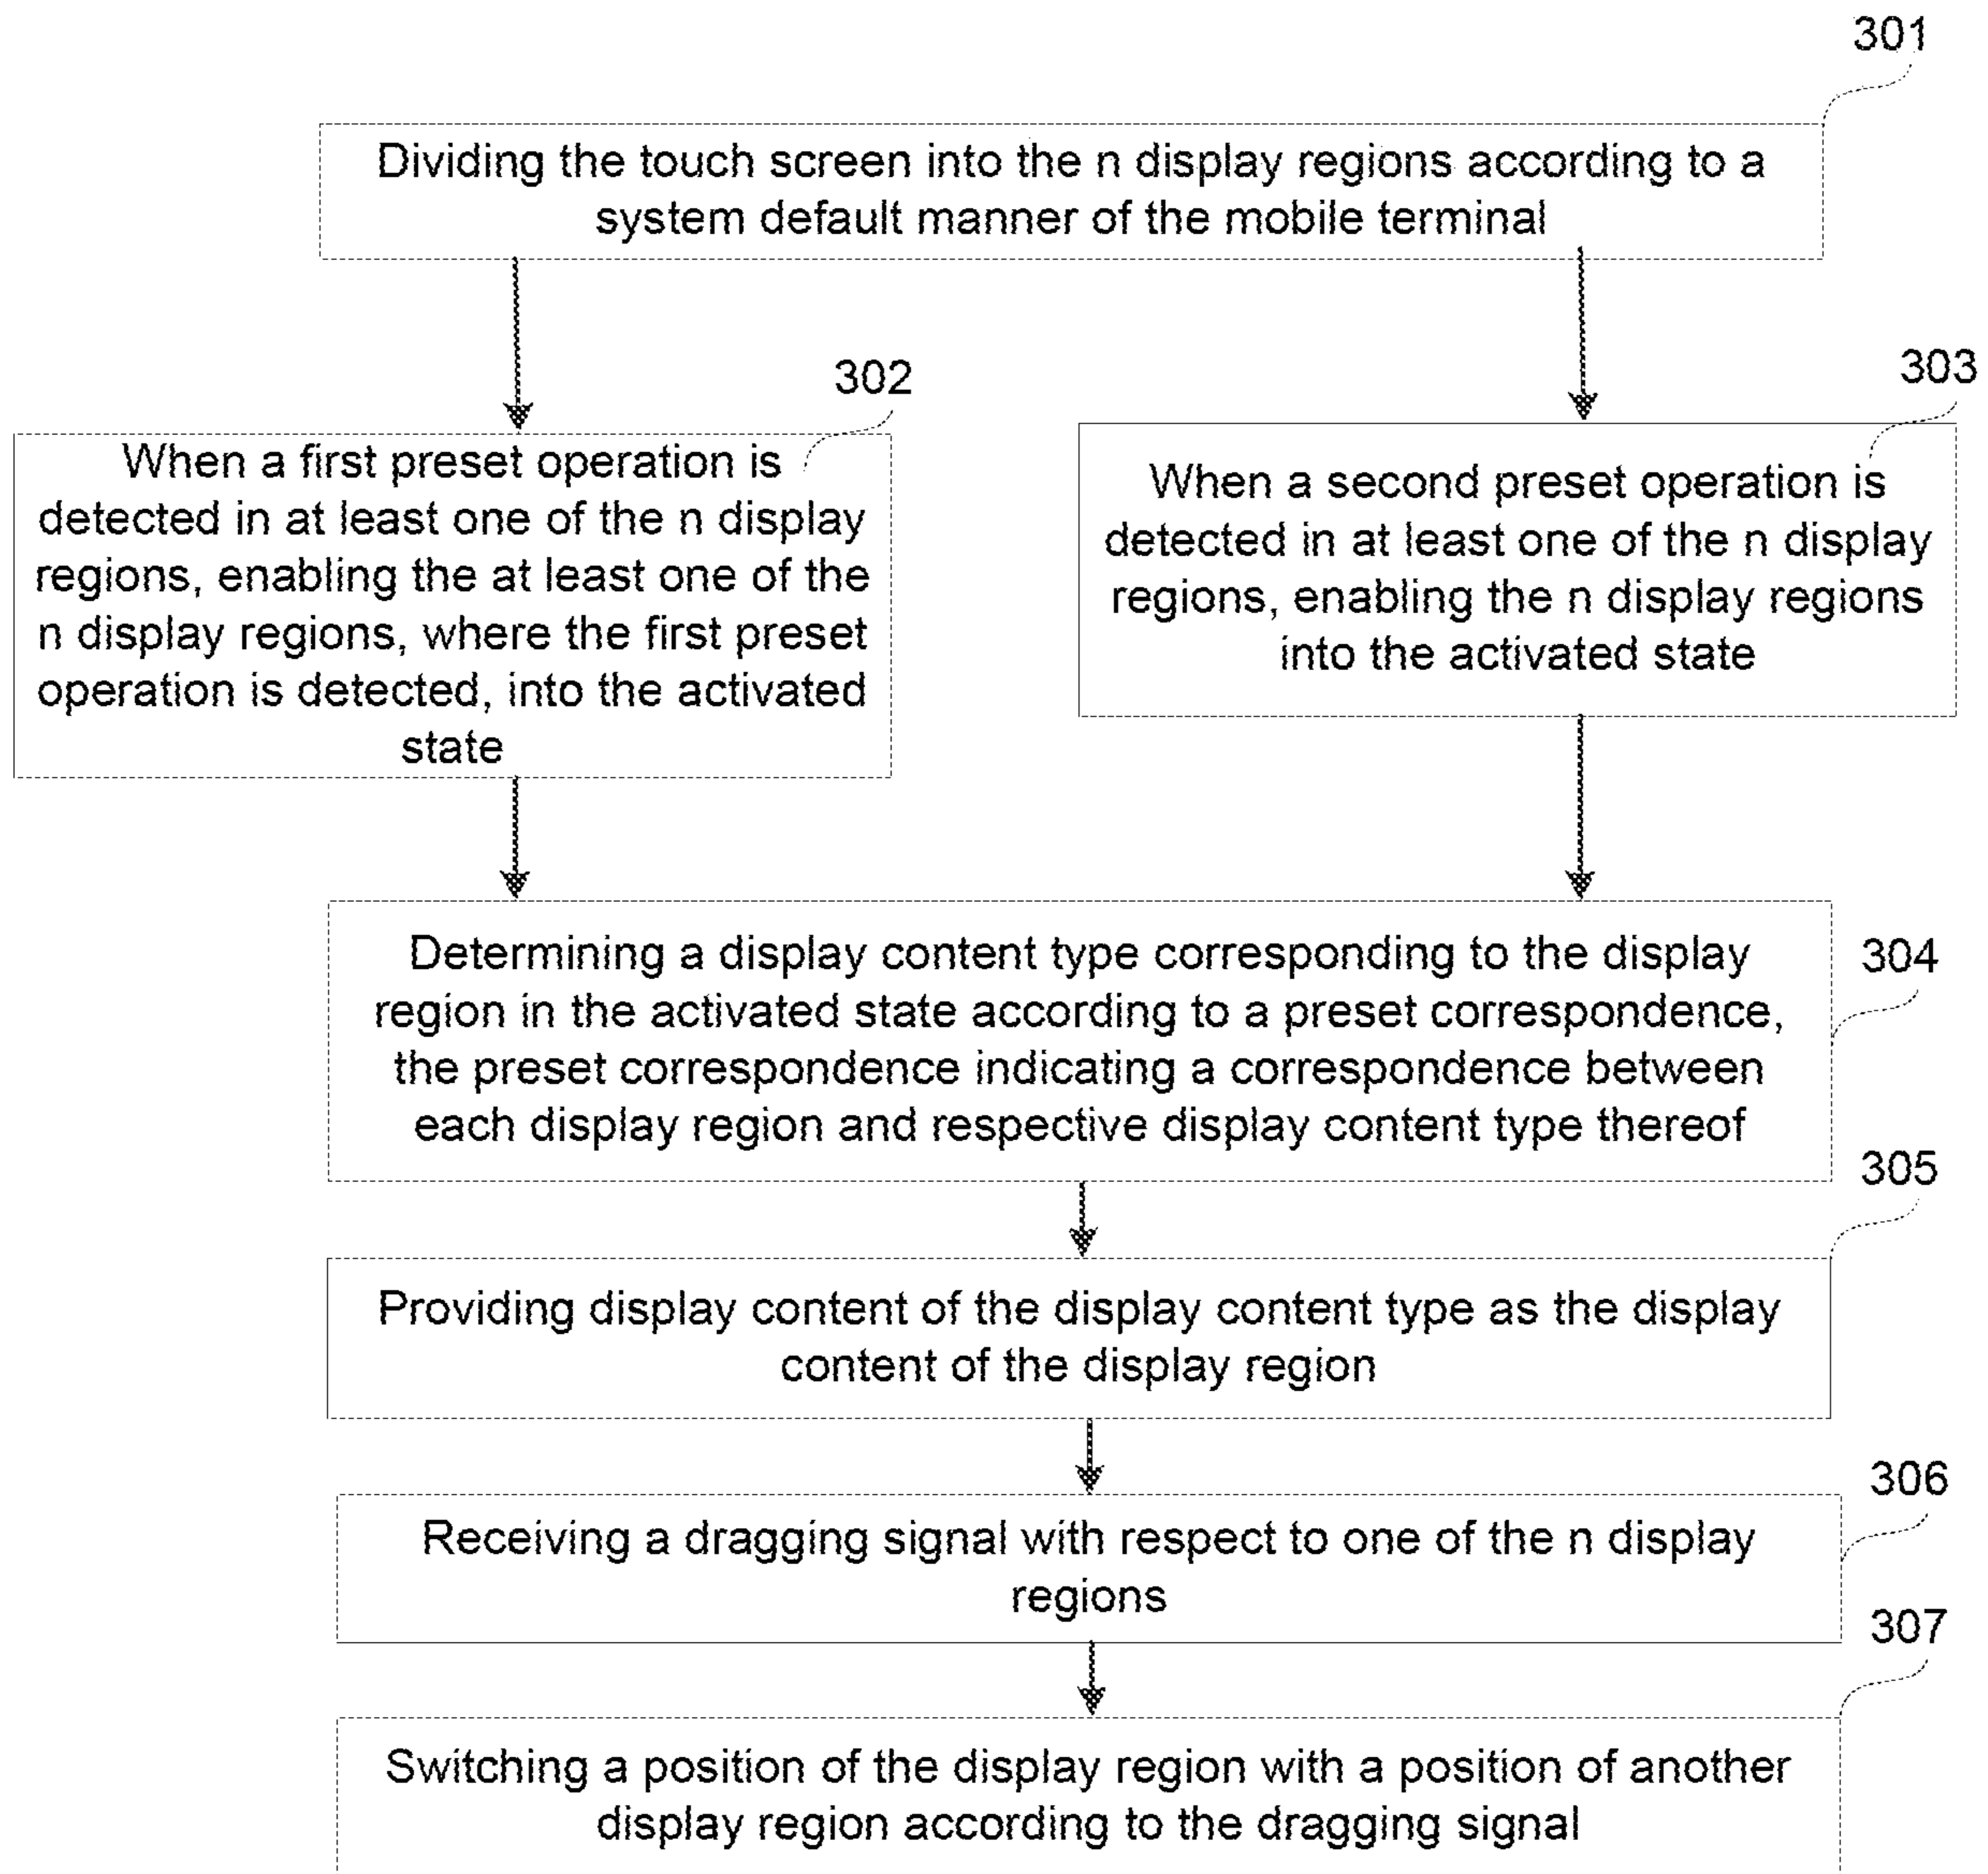 301
Dividing the touch screen into the n display regions according to a
system default manner of the mobile terminal
302
When a first preset operation is
detected in at least one of the n display
regions, enabling the at least one of the
n display regions, where the first preset
operation is detected, into the activated
state
303
When a second preset operation is
detected in at least one of the n display
regions, enabling the n display regions
into the activated state
304
Determining a display content type corresponding to the display
region in the activated state according to a preset correspondence,
the preset correspondence indicating a correspondence between
each display region and respective display content type thereof
305
Providing display content of the display content type as the display
content of the display region
306
Receiving a dragging signal with respect to one of the n display
regions
307
Switching a position of the display region with a position of another
display region according to the dragging signal